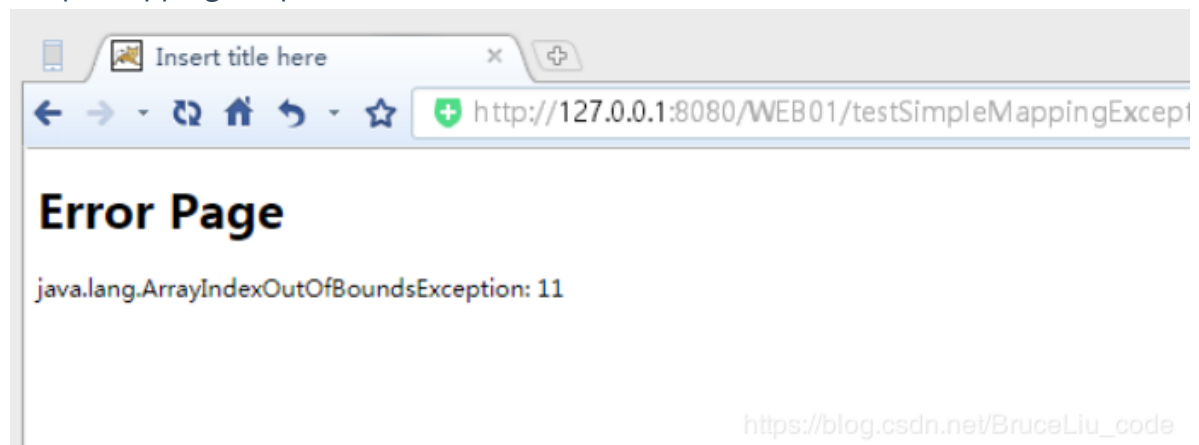 Insert title here
http://127.0.0.1:8080/WEB01/testSimpleMappingExcept
Error Page
java.lang.ArrayIndexOutOfBoundsException: 11
https://blog.csdn.net/BruceLiu_code